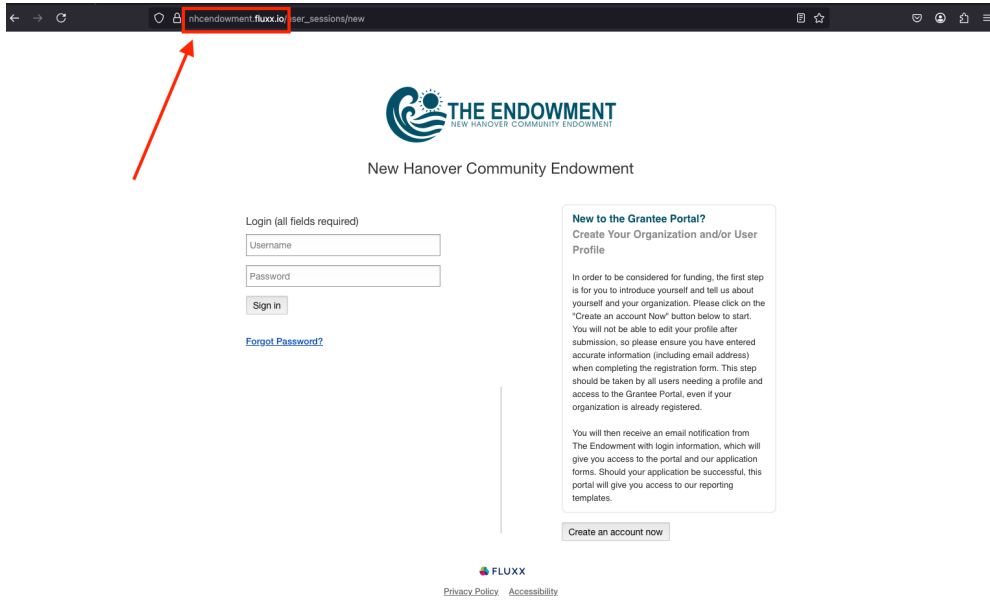 nhcendowment.fluxx.io/user_sessions/new
THE ENDOWMENT
NEW HANOVER COMMUNITY ENDOWMENT
New Hanover Community Endowment
Login (all fields required)
Username
Password
Sign in
Forgot Password?
New to the Grantee Portal?
Create Your Organization and/or User
Profile
In order to be considered for funding, the first step
is for you to introduce yourself and tell us about
yourself and your organization. Please click on the
"Create an account Now" button below to start.
You will not be able to edit your profile after
submission, so please ensure you have entered
accurate information (including email address)
when completing the registration form. This step
should be taken by all users needing a profile and
access to the Grantee Portal, even if your
organization is already registered.
You will then receive an email notification from
The Endowment with login information, which will
give you access to the portal and our application
forms. Should your application be successful, this
portal will give you access to our reporting
templates.
Create an account now
FLUXX
Privacy Policy Accessibility